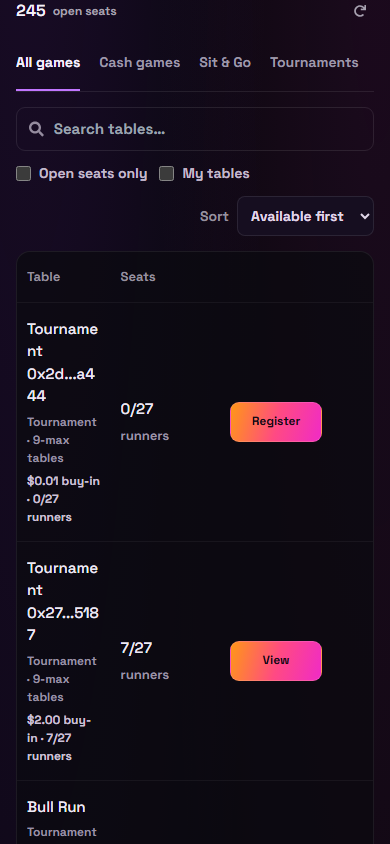 245 open seats
All games Cash games Sit & Go Tournaments
Search tables...
Open seats only My tables
Sort Available first
Table Seats
Tourname
nt
0x2d...a4
44
Tournament
· 9-max
tables
$0.01 buy-in
· 0/27
runners
0/27
runners
Register
Tourname
nt
0x27...518
7
Tournament
· 9-max
tables
$2.00 buy-
in · 7/27
runners
7/27
runners
View
Bull Run
Tournament